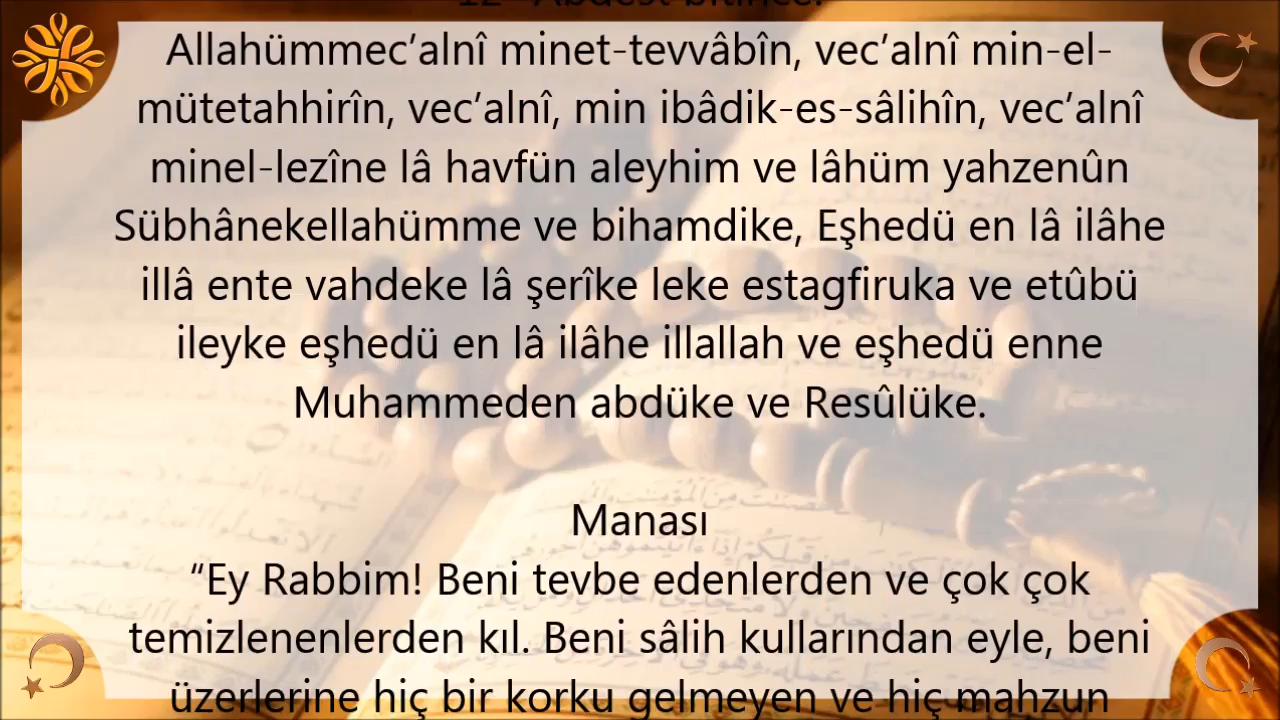 12- Abdest bitince:
Allahümmec’alnî minet-tevvâbîn, vec’alnî min-el-
mütetahhirîn, vec’alnî, min ibâdik-es-sâlihîn, vec’alnî
minel-lezîne lâ havfün aleyhim ve lâhüm yahzenûn
Sübhânekellahümme ve bihamdike, Eşhedü en lâ ilâhe
illâ ente vahdeke lâ şerîke leke estagfiruka ve etûbü
ileyke eşhedü en lâ ilâhe illallah ve eşhedü enne
Muhammeden abdüke ve Resûlüke.
Manası
“Ey Rabbim! Beni tevbe edenlerden ve çok çok
temizlenenlerden kıl. Beni sâlih kullarından eyle, beni
üzerlerine hiç bir korku gelmeyen ve hiç mahzun